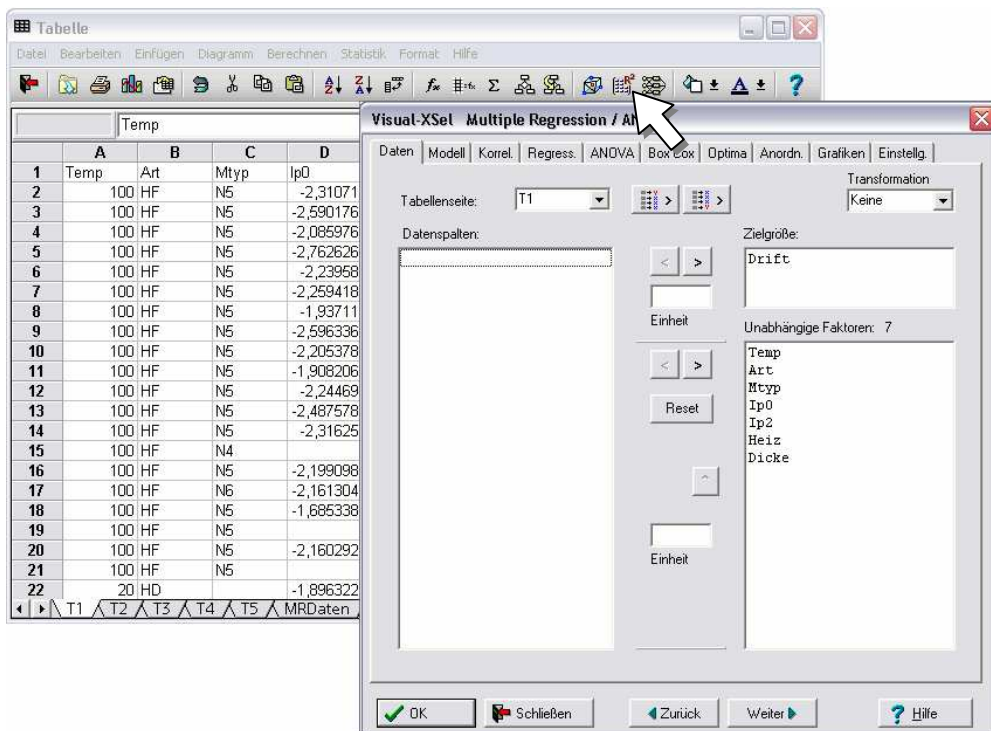 Tabelle
Datei Bearbeiten Einfügen Diagramm Berechnen Statistik Format Hilfe
Temp
A B C D
1 Temp Art Mtyp Ip0
2 100 HF N5 -2,31071
3 100 HF N5 -2,590176
4 100 HF N5 -2,085976
5 100 HF N5 -2,762626
6 100 HF N5 -2,23958
7 100 HF N5 -2,259418
8 100 HF N5 -1,93711
9 100 HF N5 -2,596336
10 100 HF N5 -2,205378
11 100 HF N5 -1,908206
12 100 HF N5 -2,24469
13 100 HF N5 -2,487578
14 100 HF N5 -2,31625
15 100 HF N4
16 100 HF N5 -2,199098
17 100 HF N6 -2,161304
18 100 HF N5 -1,685338
19 100 HF N5
20 100 HF N5 -2,160292
21 100 HF N5
22 20 HD -1,896322
T1 T2 T3 T4 T5 MRDaten
Visual-XSel Multiple Regression / AN
Daten Modell Korrel. Regress. ANOVA Box Cox Optima Anordn. Grafiken Einstellg.
Transformation
Tabellenseite: T1 Keine
Datenspalten: Zielgröße:
Drift
Einheit
Unabhängige Faktoren: 7
Temp
Art
Mtyp
Ip0
Ip2
Heiz
Dicke
Reset
Einheit
OK Schließen Zurück Weiter Hilfe